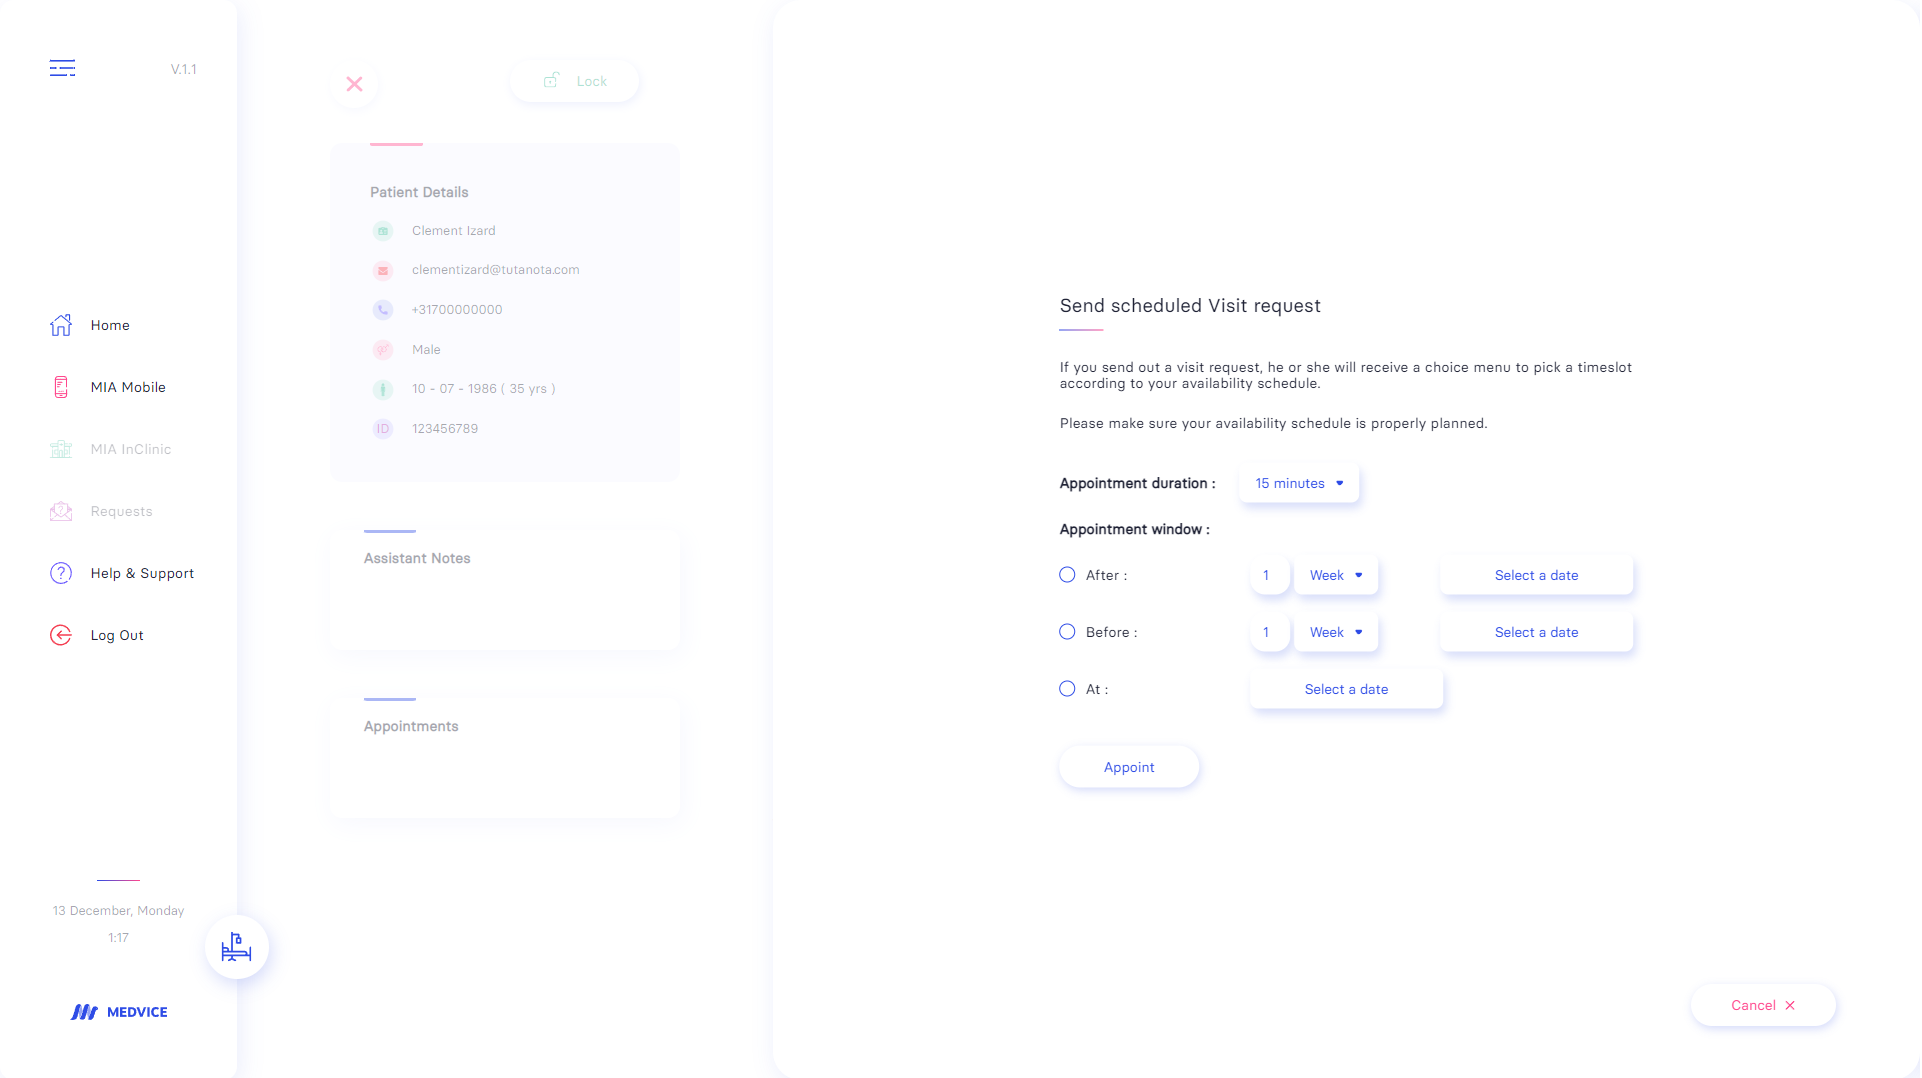 V.1.1
Home
MIA Mobile
MIA InClinic
Requests
Help & Support
Log Out
13 December, Monday
1:17
MEDVICE
Lock
Patient Details
Clement Izard
clementizard@tutanota.com
+31700000000
Male
10 - 07 - 1986 ( 35 yrs )
ID 123456789
Assistant Notes
Appointments
Send scheduled Visit request
If you send out a visit request, he or she will receive a choice menu to pick a timeslot
according to your availability schedule.
Please make sure your availability schedule is properly planned.
Appointment duration : 15 minutes
Appointment window :
After : 1 Week Select a date
Before : 1 Week Select a date
At : Select a date
Appoint
Cancel